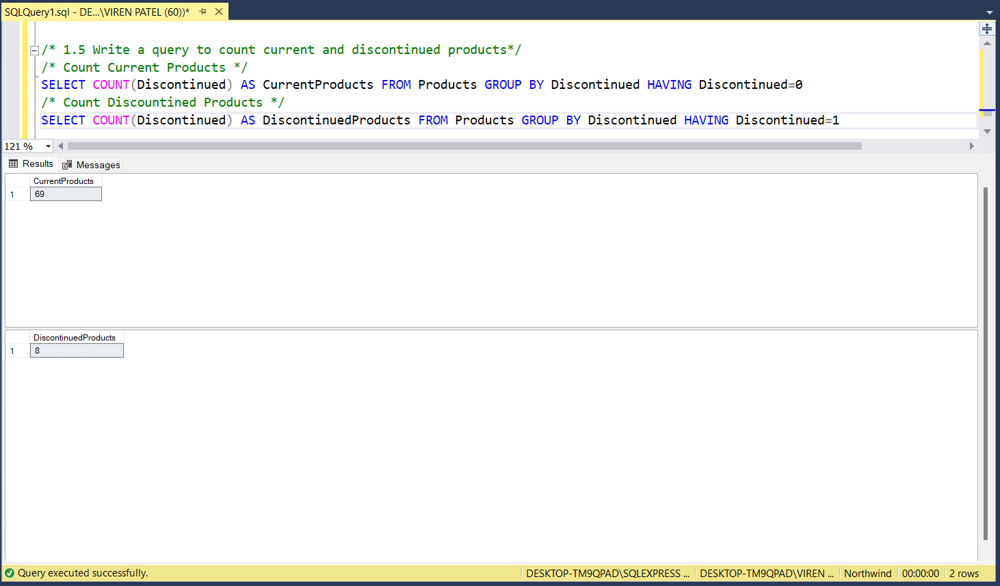 SQLQuery1.sql - DE...\VIREN PATEL (60))*
/* 1.5 Write a query to count current and discontinued products*/
/* Count Current Products */
SELECT COUNT(Discontinued) AS CurrentProducts FROM Products GROUP BY Discontinued HAVING Discontinued=0
/* Count Discountined Products */
SELECT COUNT(Discontinued) AS DiscontinuedProducts FROM Products GROUP BY Discontinued HAVING Discontinued=1
121 %
Results Messages
CurrentProducts
1 69
DiscontinuedProducts
1 8
Query executed successfully. DESKTOP-TM9QPAD\SQLEXPRESS ... DESKTOP-TM9QPAD\VIREN ... Northwind 00:00:00 2 rows